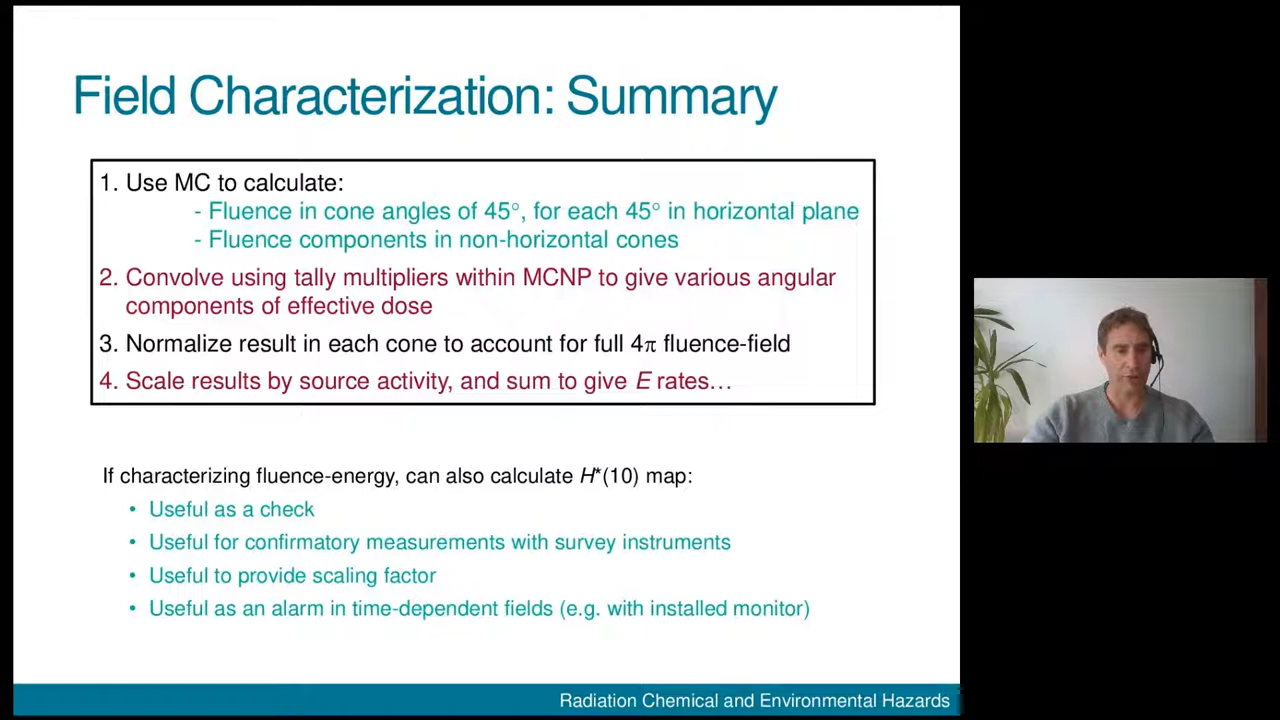 Field Characterization: Summary
1. Use MC to calculate:
- Fluence in cone angles of 45°, for each 45° in horizontal plane
- Fluence components in non-horizontal cones
2. Convolve using tally multipliers within MCNP to give various angular
components of effective dose
3. Normalize result in each cone to account for full 4π fluence-field
4. Scale results by source activity, and sum to give E rates…
If characterizing fluence-energy, can also calculate H*(10) map:
• Useful as a check
• Useful for confirmatory measurements with survey instruments
• Useful to provide scaling factor
• Useful as an alarm in time-dependent fields (e.g. with installed monitor)
Radiation Chemical and Environmental Hazards